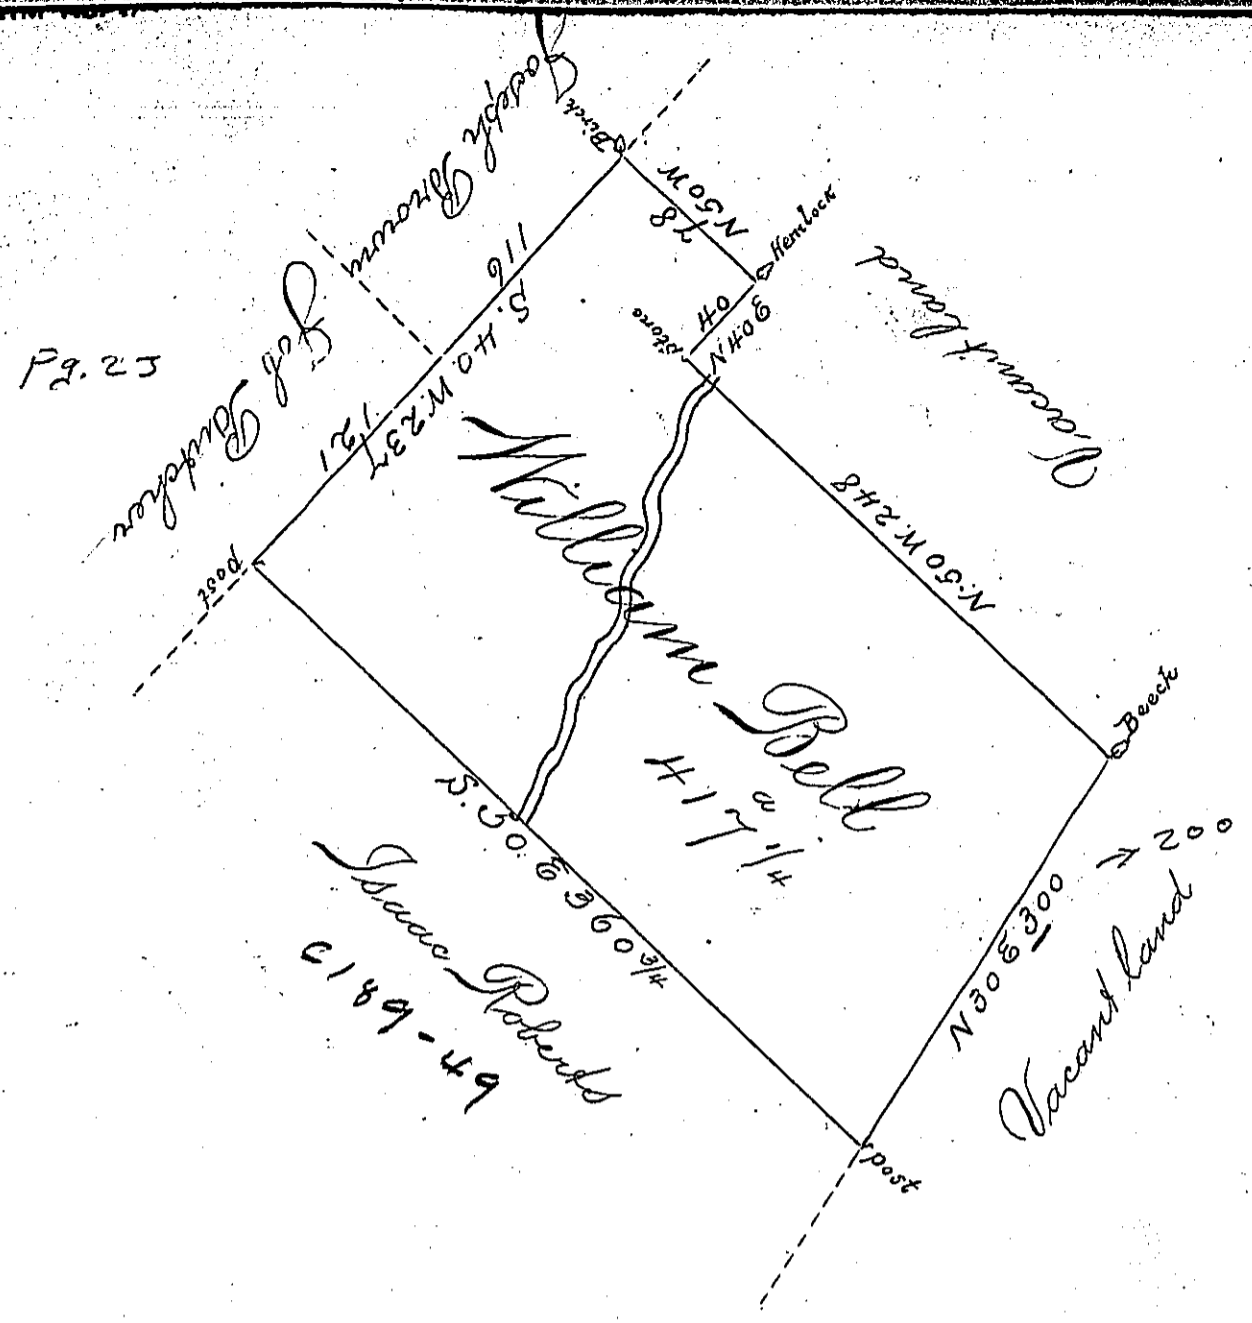 Pg. 25
Joseph Brown
Job Butcher
Birch
N 50 W
78
Hemlock
N 40 E
40
Stone
Vacant land
116
S. 40. W. 237
121
post
N. 50 W. 248
Beech
William Bell
a
417 1/4
S. 50. E 360 3/4
Isaac Roberts
C189-49
N 30 E 300 → 200
Vacant land
post